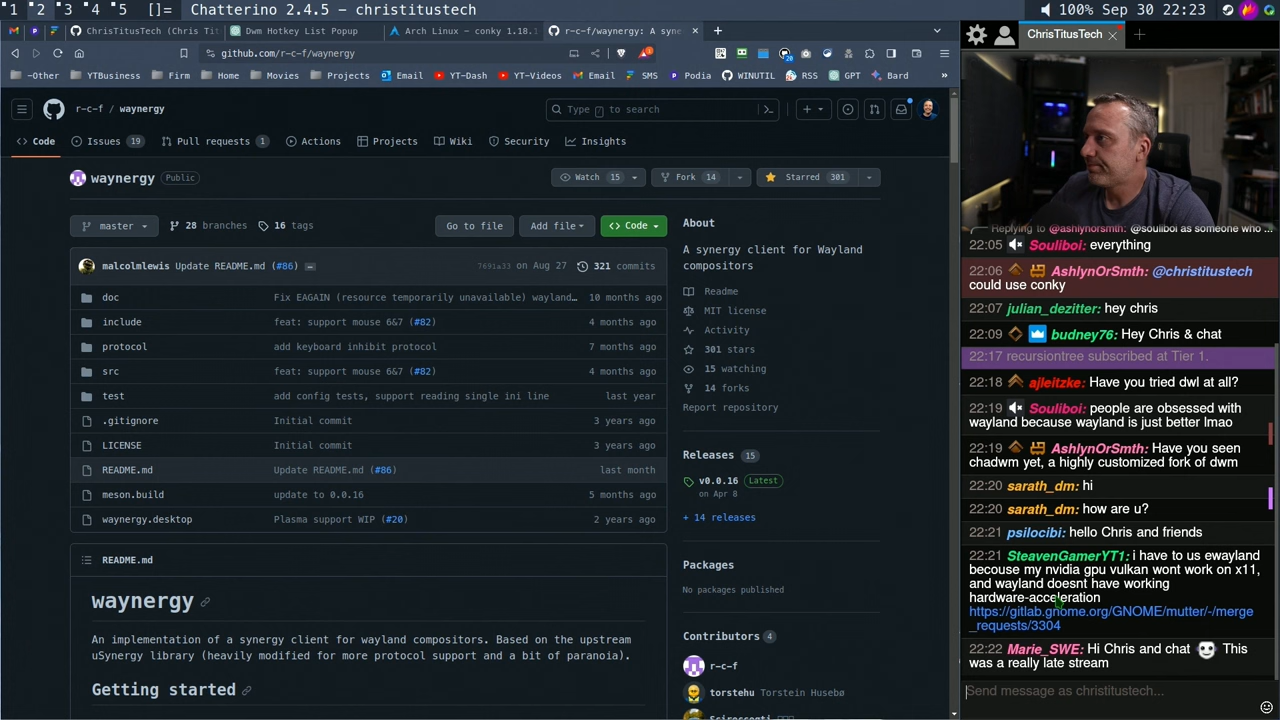 1 2 3 4 5 []= Chatterino 2.4.5 - christitustech 100% Sep 30 22:23
ChrisTitusTech (Chris Tit Dwm Hotkey List Popup Arch Linux - conky 1.18. r-c-f/waynergy: A syne
github.com/r-c-f/waynergy
-Other YTBusiness Firm Home Movies Projects Email YT-Dash YT-Videos Email SMS Podia WINUTIL RSS GPT Bard
r-c-f / waynergy
Type / to search
Code Issues 19 Pull requests 1 Actions Projects Wiki Security Insights
waynergy Public
Watch 15 Fork 14 Starred 301
master 28 branches 16 tags Go to file Add file Code
malcolmlewis Update README.md (#86) 7691a33 on Aug 27 321 commits
doc Fix EAGAIN (resource temporarily unavailable) wayland… 10 months ago
include feat: support mouse 6&7 (#82) 4 months ago
protocol add keyboard inhibit protocol 7 months ago
src feat: support mouse 6&7 (#82) 4 months ago
test add config tests, support reading single ini line last year
.gitignore Initial commit 3 years ago
LICENSE Initial commit 3 years ago
README.md Update README.md (#86) last month
meson.build update to 0.0.16 5 months ago
waynergy.desktop Plasma support WIP (#20) 2 years ago
README.md
waynergy
An implementation of a synergy client for wayland compositors. Based on the upstream
uSynergy library (heavily modified for more protocol support and a bit of paranoia).
Getting started
About
A synergy client for Wayland
compositors
Readme
MIT license
Activity
301 stars
15 watching
14 forks
Report repository
Releases 15
v0.0.16 Latest
on Apr 8
+ 14 releases
Packages
No packages published
Contributors 4
r-c-f
torstehu Torstein Husebø
ChrisTitusTech
Replying to @ashlynorsmth: @souliboi as someone who ...
22:05 Souliboi: everything
22:06 AshlynOrSmth: @christitustech
could use conky
22:07 julian_dezitter: hey chris
22:09 budney76: Hey Chris & chat
22:17 recursiontree subscribed at Tier 1.
22:18 ajleitzke: Have you tried dwl at all?
22:19 Souliboi: people are obsessed with
wayland because wayland is just better lmao
22:19 AshlynOrSmth: Have you seen
chadwm yet, a highly customized fork of dwm
22:20 sarath_dm: hi
22:20 sarath_dm: how are u?
22:21 psilocibi: hello Chris and friends
22:21 SteavenGamerYT1: i have to us ewayland
becouse my nvidia gpu vulkan wont work on x11,
and wayland doesnt have working
hardware-acceleration
https://gitlab.gnome.org/GNOME/mutter/-/merge
_requests/3304
22:22 Marie_SWE: Hi Chris and chat This
was a really late stream
Send message as christitustech...